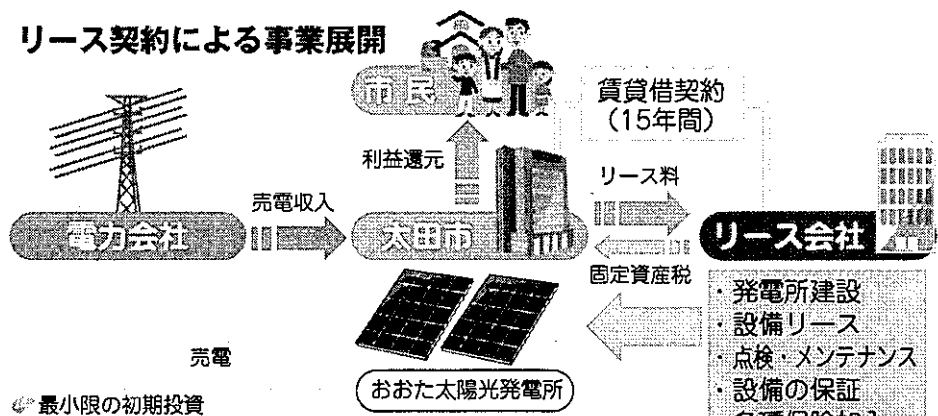 リース契約による事業展開
市民
賃貸借契約
（15年間）
利益還元
リース料
売電収入
電力会社
太田市
リース会社
固定資産税
・発電所建設
・設備リース
・点検・メンテナンス
・設備の保証
売電
おおた太陽光発電所
最小限の初期投資